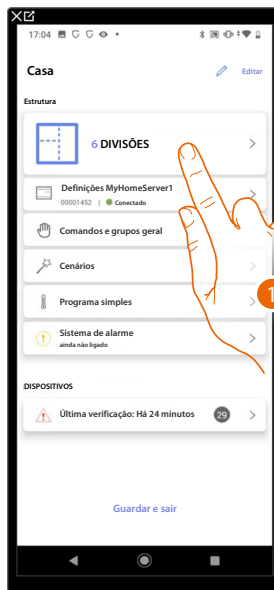 17:04
Casa
Editar
Estrutura
6 DIVISÕES
Definições MyHomeServer1
00001452 | Conectado
Comandos e grupos geral
Cenários
Programa simples
1
Sistema de alarme
ainda não ligado
DISPOSITIVOS
Última verificação: Há 24 minutos
29
Guardar e sair